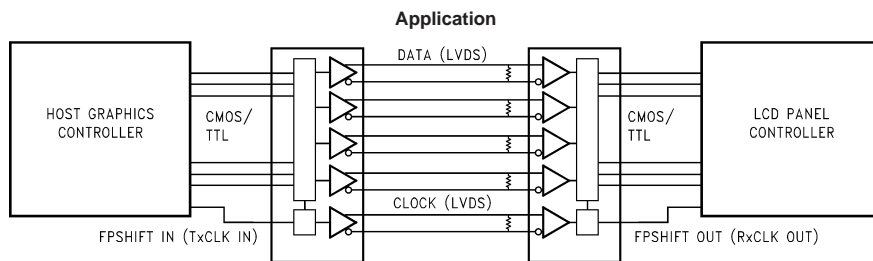 Application
DATA (LVDS)
HOST GRAPHICS
CONTROLLER
CMOS/
TTL
CMOS/
TTL
LCD PANEL
CONTROLLER
CLOCK (LVDS)
FPSHIFT IN (TxCLK IN)
FPSHIFT OUT (RxCLK OUT)